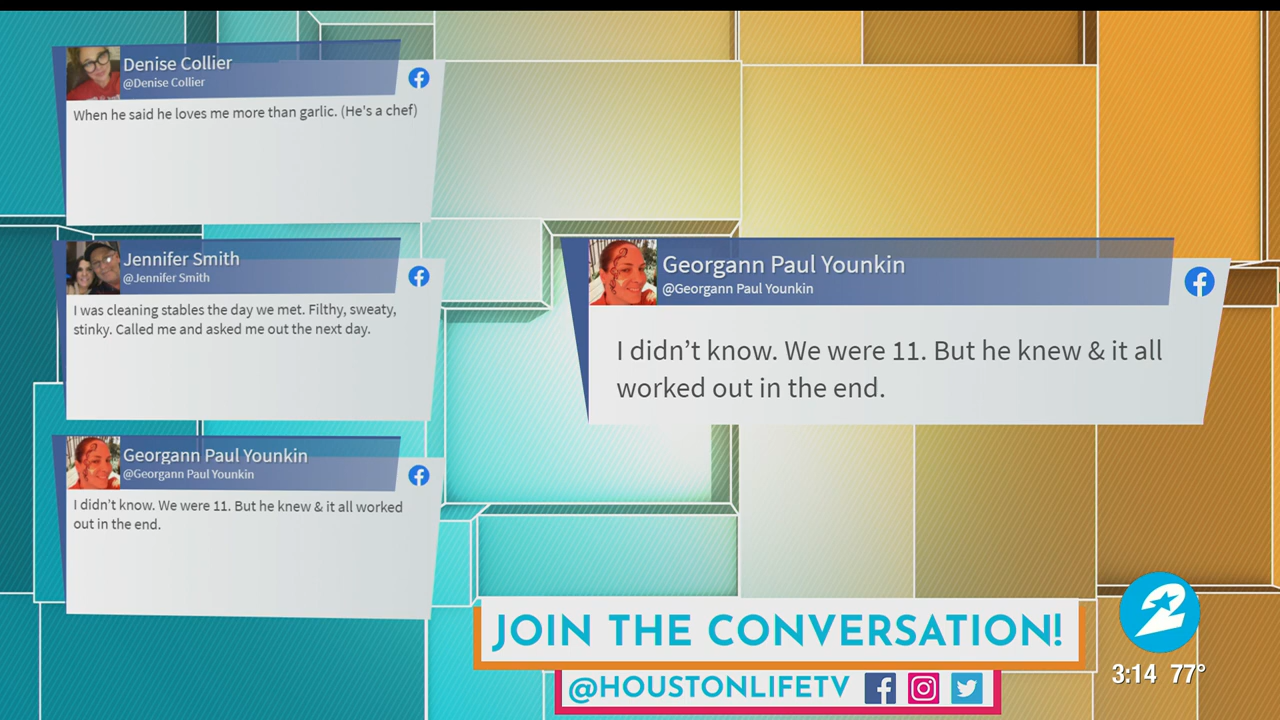 Denise Collier
@Denise Collier
When he said he loves me more than garlic. (He's a chef)
Jennifer Smith
@Jennifer Smith
I was cleaning stables the day we met. Filthy, sweaty,
stinky. Called me and asked me out the next day.
Georgann Paul Younkin
@Georgann Paul Younkin
I didn’t know. We were 11. But he knew & it all worked
out in the end.
Georgann Paul Younkin
@Georgann Paul Younkin
I didn’t know. We were 11. But he knew & it all
worked out in the end.
JOIN THE CONVERSATION!
@HOUSTONLIFETV
2
3:14 77°